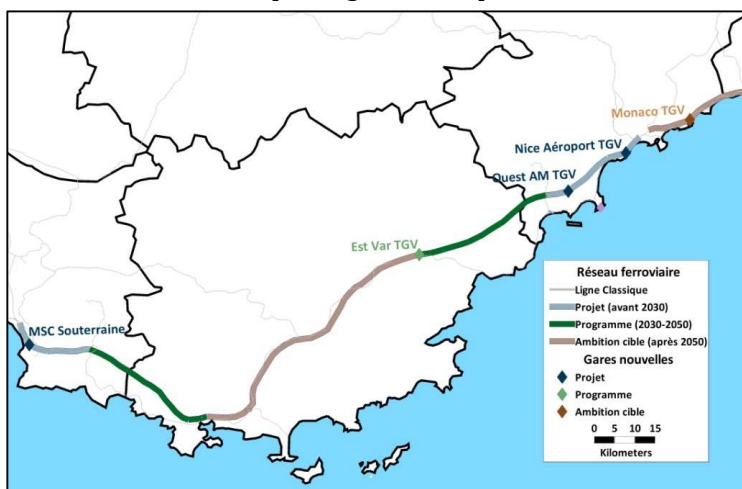 Monaco TGV
Nice Aéroport TGV
Ouest AM TGV
Est Var TGV
MSC Souterraine
Réseau ferroviaire
Ligne Classique
Projet (avant 2030)
Programme (2030-2050)
Ambition cible (après 2050)
Gares nouvelles
Projet
Programme
Ambition cible
0 5 10 15
Kilometers